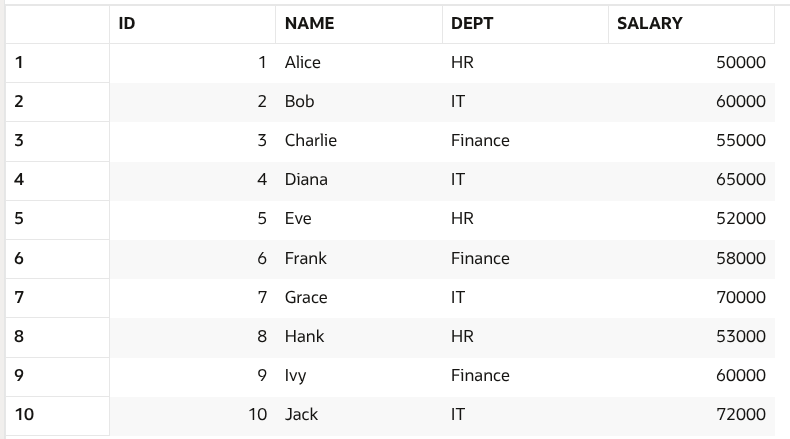 ID NAME DEPT SALARY
1 1 Alice HR 50000
2 2 Bob IT 60000
3 3 Charlie Finance 55000
4 4 Diana IT 65000
5 5 Eve HR 52000
6 6 Frank Finance 58000
7 7 Grace IT 70000
8 8 Hank HR 53000
9 9 Ivy Finance 60000
10 10 Jack IT 72000